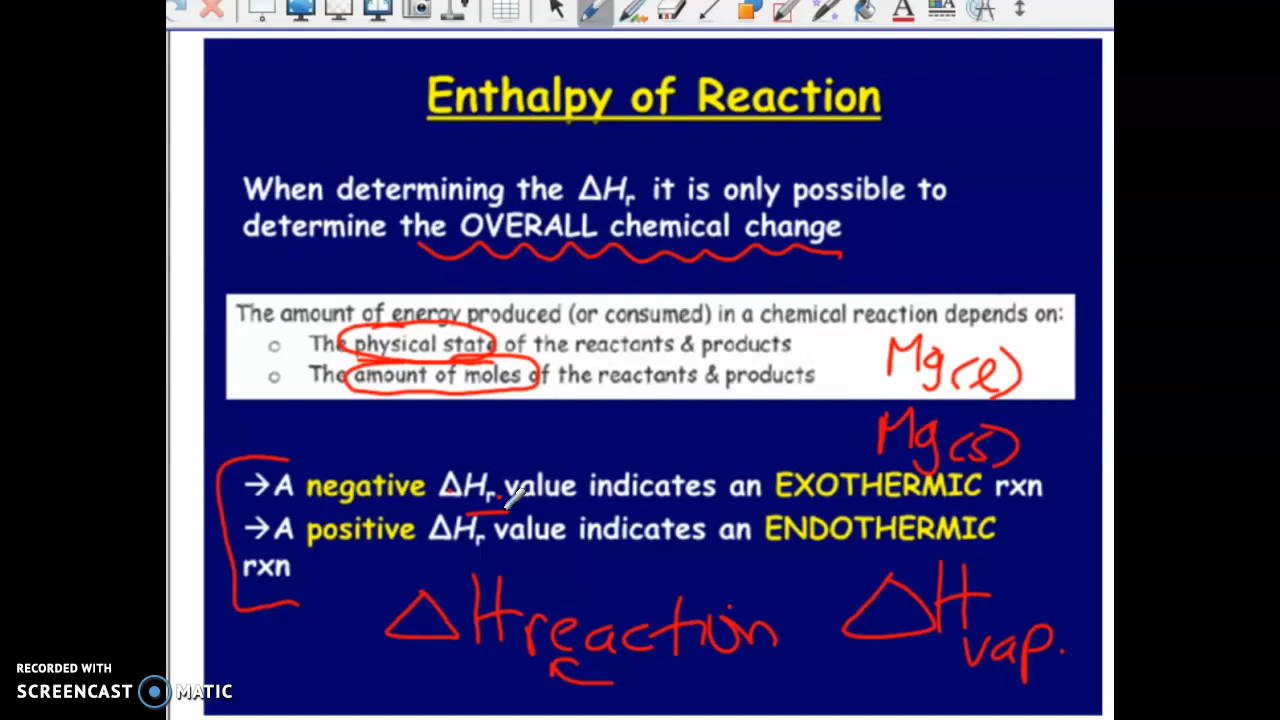 Enthalpy of Reaction
When determining the ΔHr it is only possible to
determine the OVERALL chemical change
The amount of energy produced (or consumed) in a chemical reaction depends on:
o The physical state of the reactants & products
o The amount of moles of the reactants & products
Mg(l)
Mg(s)
→A negative ΔHr value indicates an EXOTHERMIC rxn
→A positive ΔHr value indicates an ENDOTHERMIC
rxn
ΔHreaction ΔHvap.
RECORDED WITH
SCREENCAST MATIC